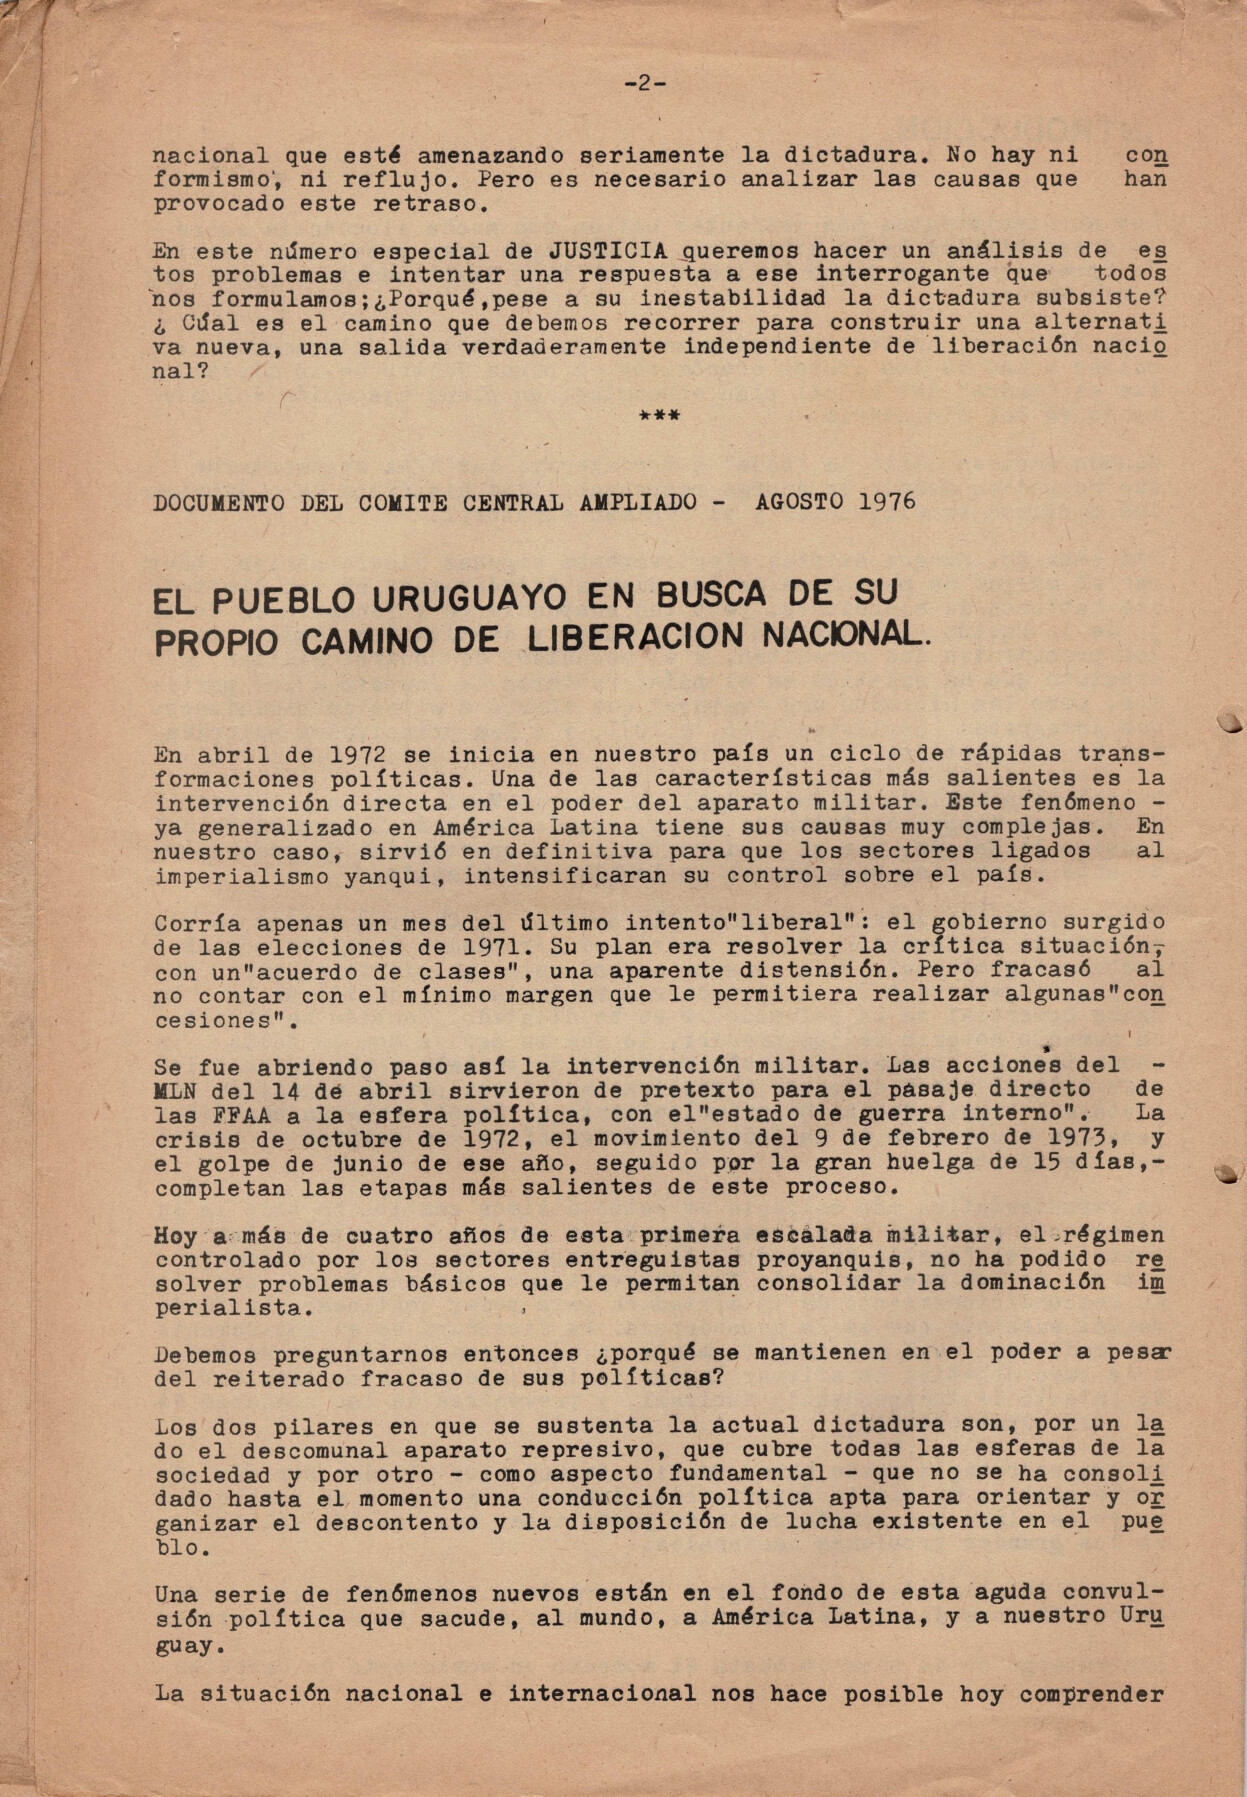 -2-
nacional que esté amenazando seriamente la dictadura. No hay ni con
formismo, ni reflujo. Pero es necesario analizar las causas que han
provocado este retraso.
En este número especial de JUSTICIA queremos hacer un análisis de es
tos problemas e intentar una respuesta a ese interrogante que todos
nos formulamos;¿Porqué,pese a su inestabilidad la dictadura subsiste?
¿ Cúal es el camino que debemos recorrer para construir una alternati
va nueva, una salida verdaderamente independiente de liberación nacio
nal?
***
DOCUMENTO DEL COMITE CENTRAL AMPLIADO - AGOSTO 1976
EL PUEBLO URUGUAYO EN BUSCA DE SU
PROPIO CAMINO DE LIBERACION NACIONAL.
En abril de 1972 se inicia en nuestro país un ciclo de rápidas trans-
formaciones políticas. Una de las características más salientes es la
intervención directa en el poder del aparato militar. Este fenómeno -
ya generalizado en América Latina tiene sus causas muy complejas. En
nuestro caso, sirvió en definitiva para que los sectores ligados al
imperialismo yanqui, intensificaran su control sobre el país.
Corría apenas un mes del último intento"liberal": el gobierno surgido
de las elecciones de 1971. Su plan era resolver la crítica situación,-
con un"acuerdo de clases", una aparente distensión. Pero fracasó al
no contar con el mínimo margen que le permitiera realizar algunas"con
cesiones".
Se fue abriendo paso así la intervención militar. Las acciones del -
MLN del 14 de abril sirvieron de pretexto para el pasaje directo de
las FFAA a la esfera política, con el"estado de guerra interno". La
crisis de octubre de 1972, el movimiento del 9 de febrero de 1973, y
el golpe de junio de ese año, seguido por la gran huelga de 15 días,-
completan las etapas más salientes de este proceso.
Hoy a más de cuatro años de esta primera escalada militar, el régimen
controlado por los sectores entreguistas proyanquis, no ha podido re
solver problemas básicos que le permitan consolidar la dominación im
perialista.
Debemos preguntarnos entonces ¿porqué se mantienen en el poder a pesar
del reiterado fracaso de sus políticas?
Los dos pilares en que se sustenta la actual dictadura son, por un la
do el descomunal aparato represivo, que cubre todas las esferas de la
sociedad y por otro - como aspecto fundamental - que no se ha consoli
dado hasta el momento una conducción política apta para orientar y or
ganizar el descontento y la disposición de lucha existente en el pue
blo.
Una serie de fenómenos nuevos están en el fondo de esta aguda convul-
sión política que sacude, al mundo, a América Latina, y a nuestro Uru
guay.
La situación nacional e internacional nos hace posible hoy comprender